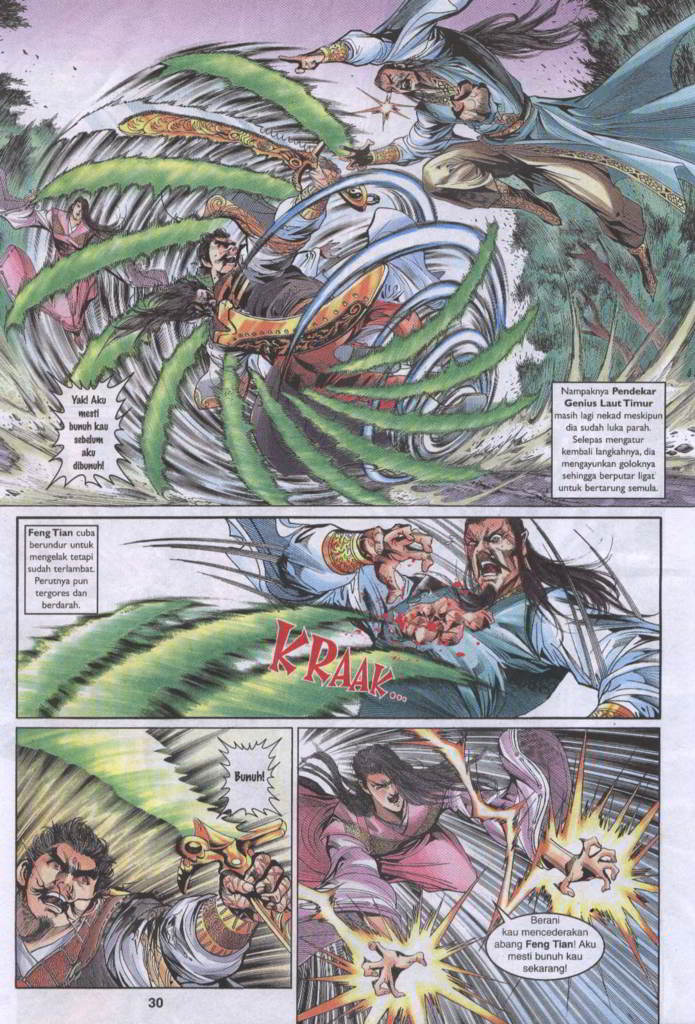 Yak! Aku
mesti
bunuh kau
sebelum
aku
dibunuh!
Nampaknya Pendekar
Genius Laut Timur
masih lagi nekad meskipun
dia sudah luka parah.
Selepas mengatur
kembali langkahnya, dia
mengayunkan goloknya
sehingga berputar ligat
untuk bertarung semula.
Feng Tian cuba
berundur untuk
mengelak tetapi
sudah terlambat.
Perutnya pun
tergores dan
berdarah.
KRAAK...
Bunuh!
Berani
kau mencederakan
abang Feng Tian! Aku
mesti bunuh kau
sekarang!
30